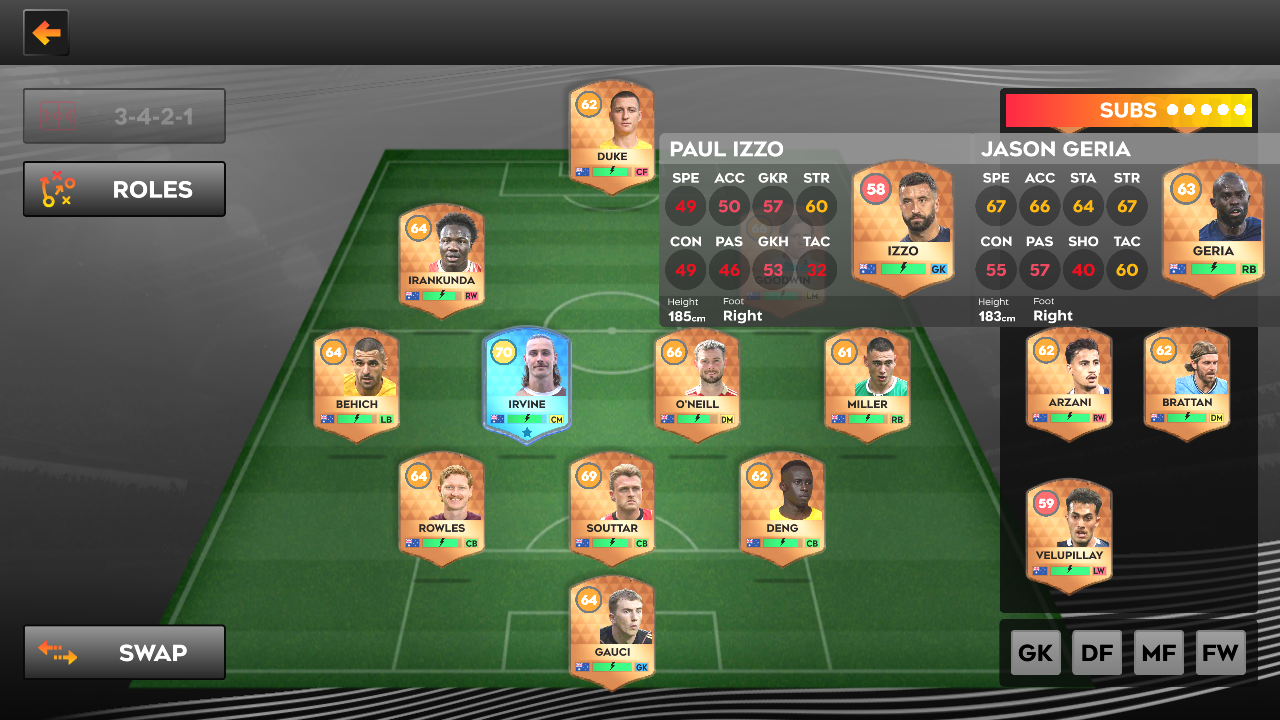 3-4-2-1
ROLES
SUBS
62
DUKE
CF
PAUL IZZO
SPE ACC GKR STR
49 50 57 60
CON PAS GKH TAC
49 46 53 32
Height
185cm
Foot
Right
58
IZZO
GK
JASON GERIA
SPE ACC STA STR
67 66 64 67
CON PAS SHO TAC
55 57 40 60
Height
183cm
Foot
Right
63
GERIA
RB
64
IRANKUNDA
RW
GOODWIN
LM
64
BEHICH
LB
70
IRVINE
CM
66
O'NEILL
DM
61
MILLER
RB
62
ARZANI
RW
62
BRATTAN
DM
64
ROWLES
CB
69
SOUTTAR
CB
62
DENG
CB
59
VELUPILLAY
LW
64
GAUCI
GK
SWAP
GK DF MF FW